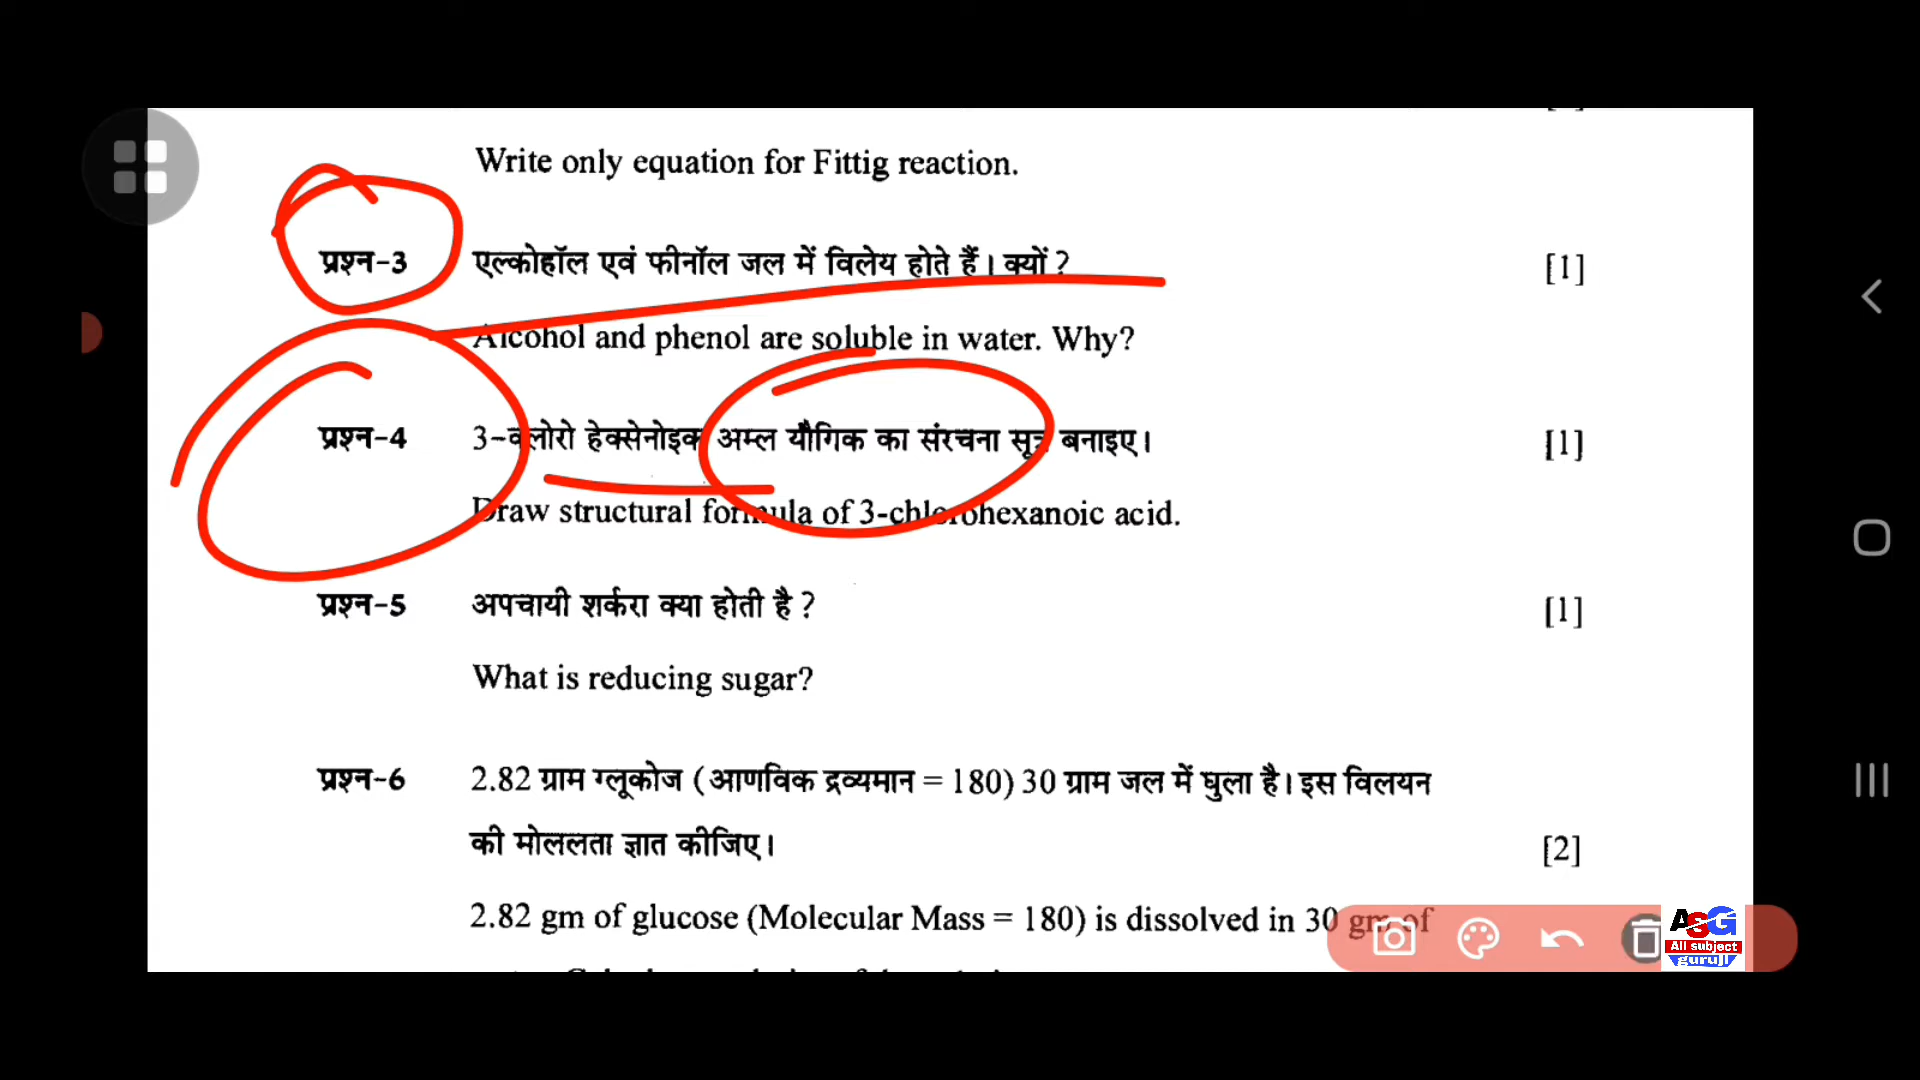 Write only equation for Fittig reaction.
प्रश्न-3 एल्कोहॉल एवं फीनॉल जल में विलेय होते हैं। क्यों ? [1]
Alcohol and phenol are soluble in water. Why?
प्रश्न-4 3-क्लोरो हेक्सेनोइक अम्ल यौगिक का संरचना सूत्र बनाइए। [1]
Draw structural formula of 3-chlorohexanoic acid.
प्रश्न-5 अपचायी शर्करा क्या होती है ? [1]
What is reducing sugar?
प्रश्न-6 2.82 ग्राम ग्लूकोज (आणविक द्रव्यमान = 180) 30 ग्राम जल में घुला है। इस विलयन
की मोललता ज्ञात कीजिए। [2]
2.82 gm of glucose (Molecular Mass = 180) is dissolved in 30 gm of
ASG
All subject
guruji